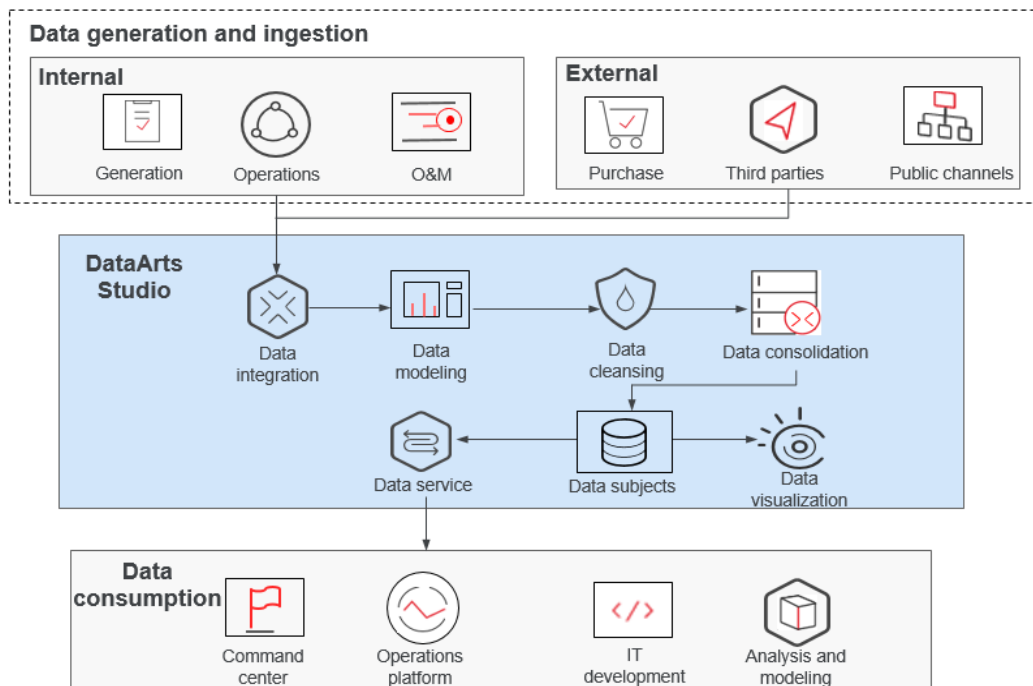 Data generation and ingestion
Internal
External
Generation
Operations
O&M
Purchase
Third parties
Public channels
DataArts
Studio
Data
integration
Data
modeling
Data
cleansing
Data consolidation
Data service
Data subjects
Data
visualization
Data
consumption
Command
center
Operations
platform
IT
development
Analysis and
modeling